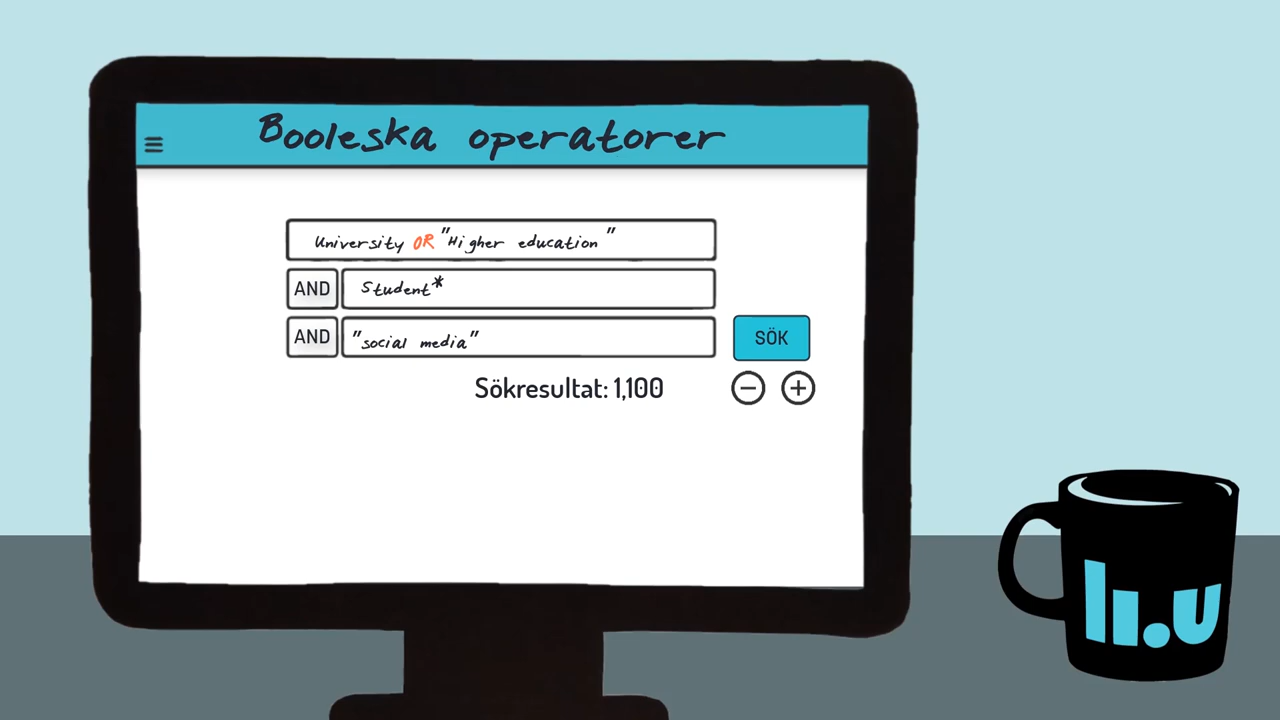 Booleska operatorer
University OR "Higher education"
AND Student*
AND "social media"
SÖK
Sökresultat: 1,100
li.u